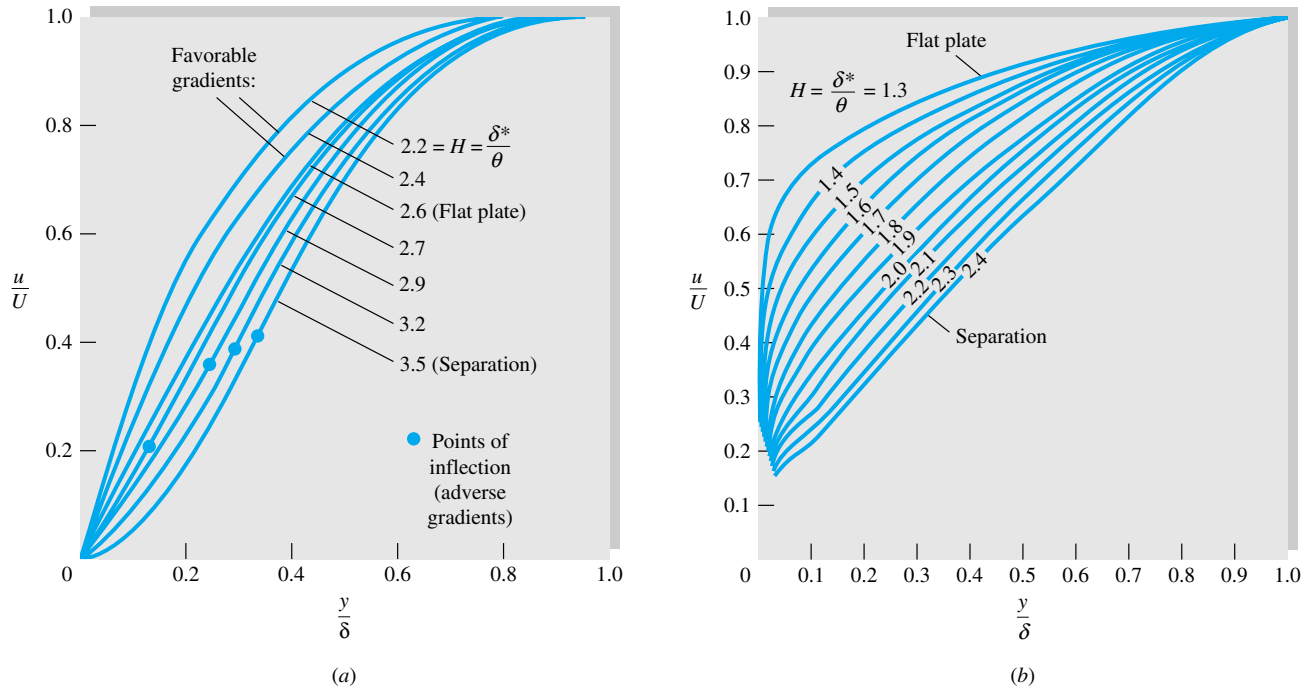 1.0
0.8
0.6
0.4
0.2
u
U
0
0.2
0.4
0.6
0.8
1.0
y
δ
Favorable
gradients:
2.2 = H = δ*
θ
2.4
2.6 (Flat plate)
2.7
2.9
3.2
3.5 (Separation)
Points of
inflection
(adverse
gradients)
(a)
1.0
0.9
0.8
0.7
0.6
0.5
0.4
0.3
0.2
0.1
u
U
0
0.1
0.2
0.3
0.4
0.5
0.6
0.7
0.8
0.9
1.0
y
δ
Flat plate
H = δ* = 1.3
θ
1.4
1.5
1.6
1.7
1.8
1.9
2.0
2.1
2.2
2.3
2.4
Separation
(b)